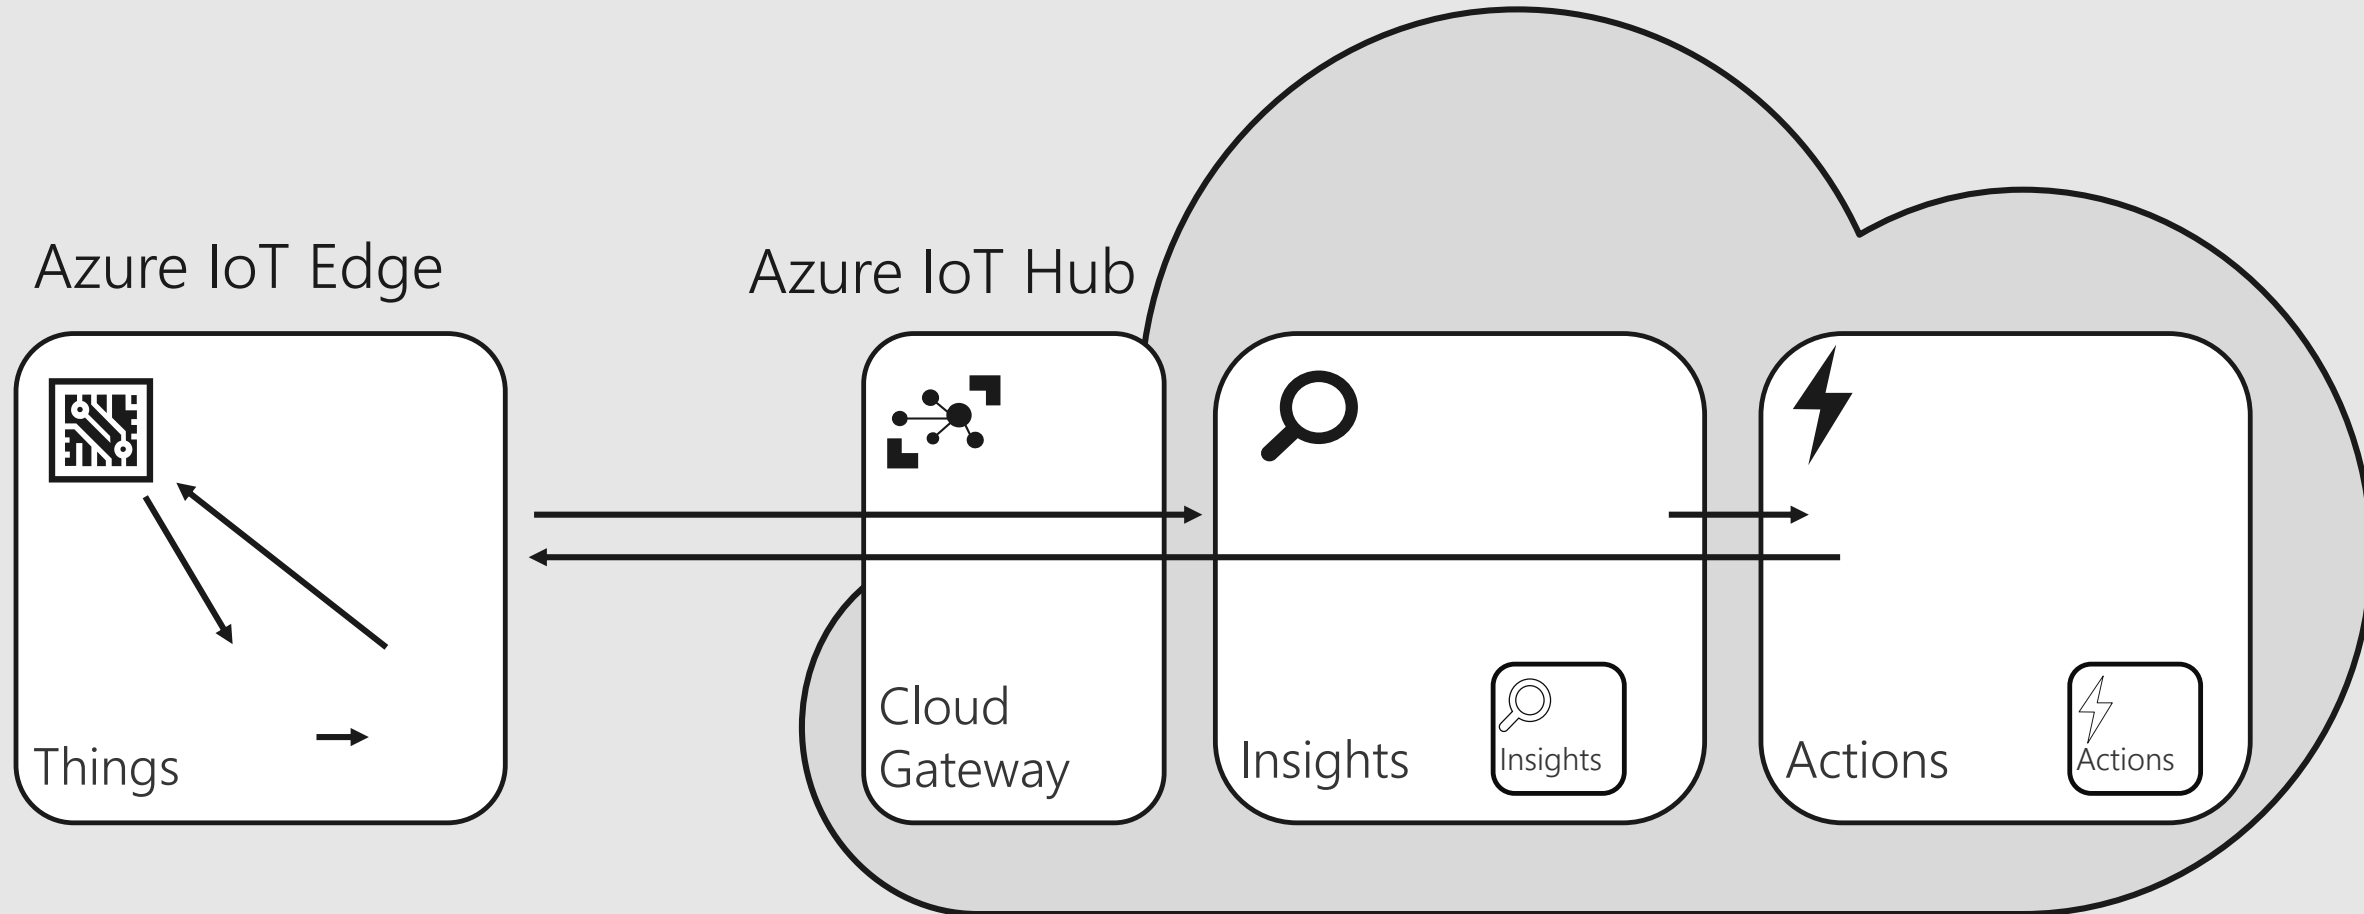 Azure IoT Edge
Azure IoT Hub
Things
Cloud
Gateway
Insights
Insights
Actions
Actions